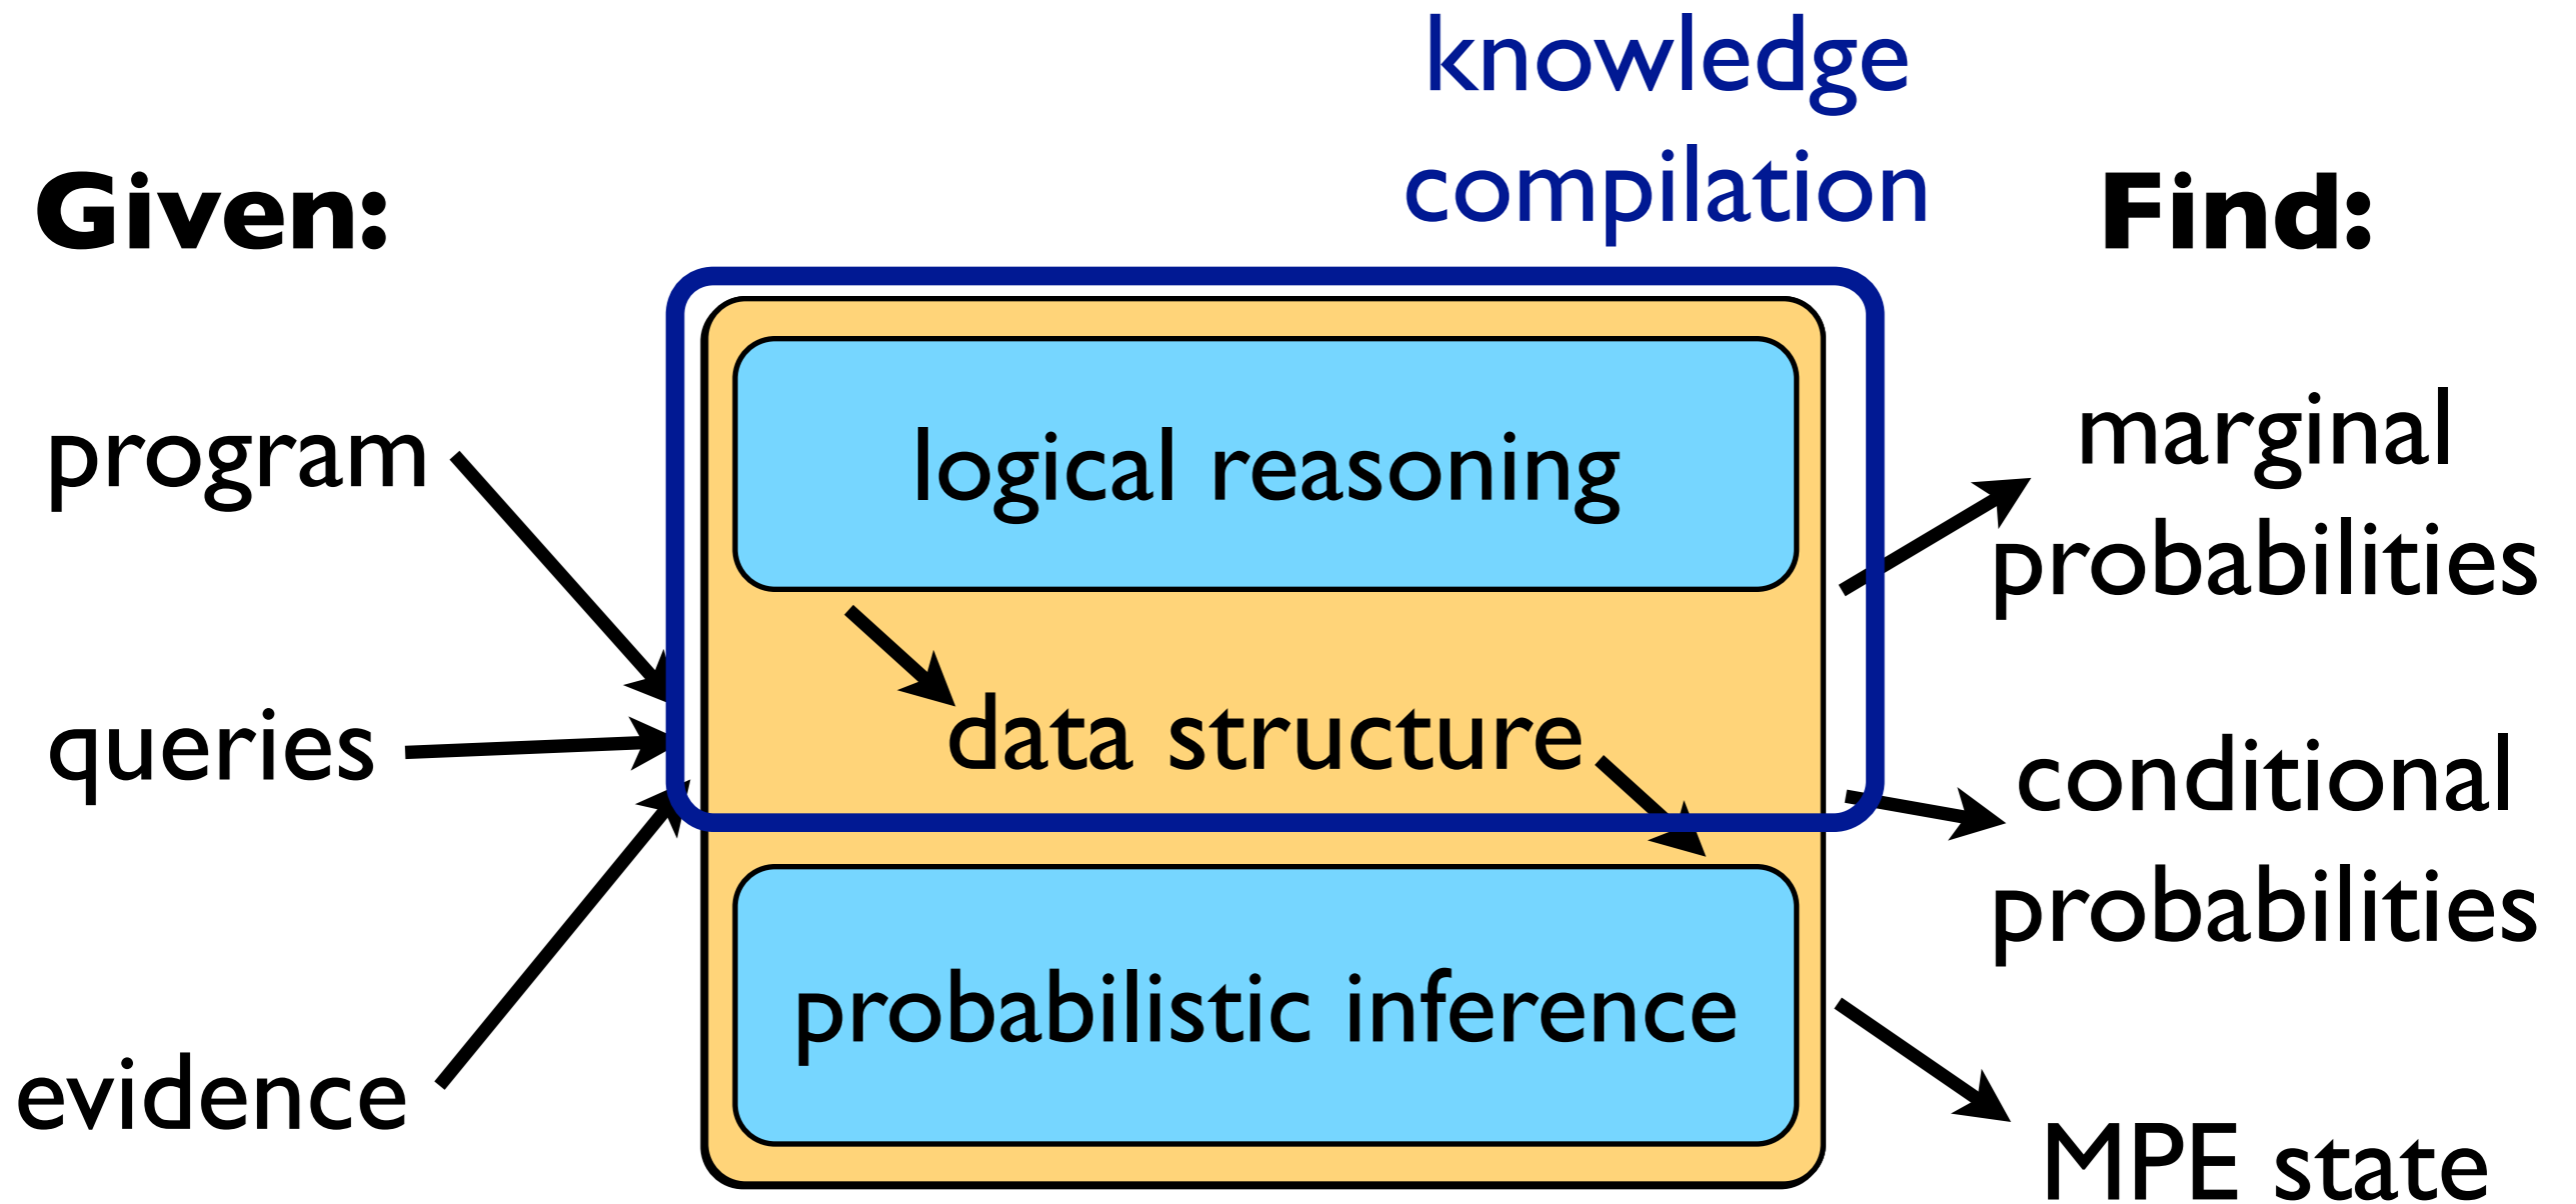 knowledge
compilation
Given:
Find:
program
queries
evidence
logical reasoning
data structure
probabilistic inference
marginal
probabilities
conditional
probabilities
MPE state